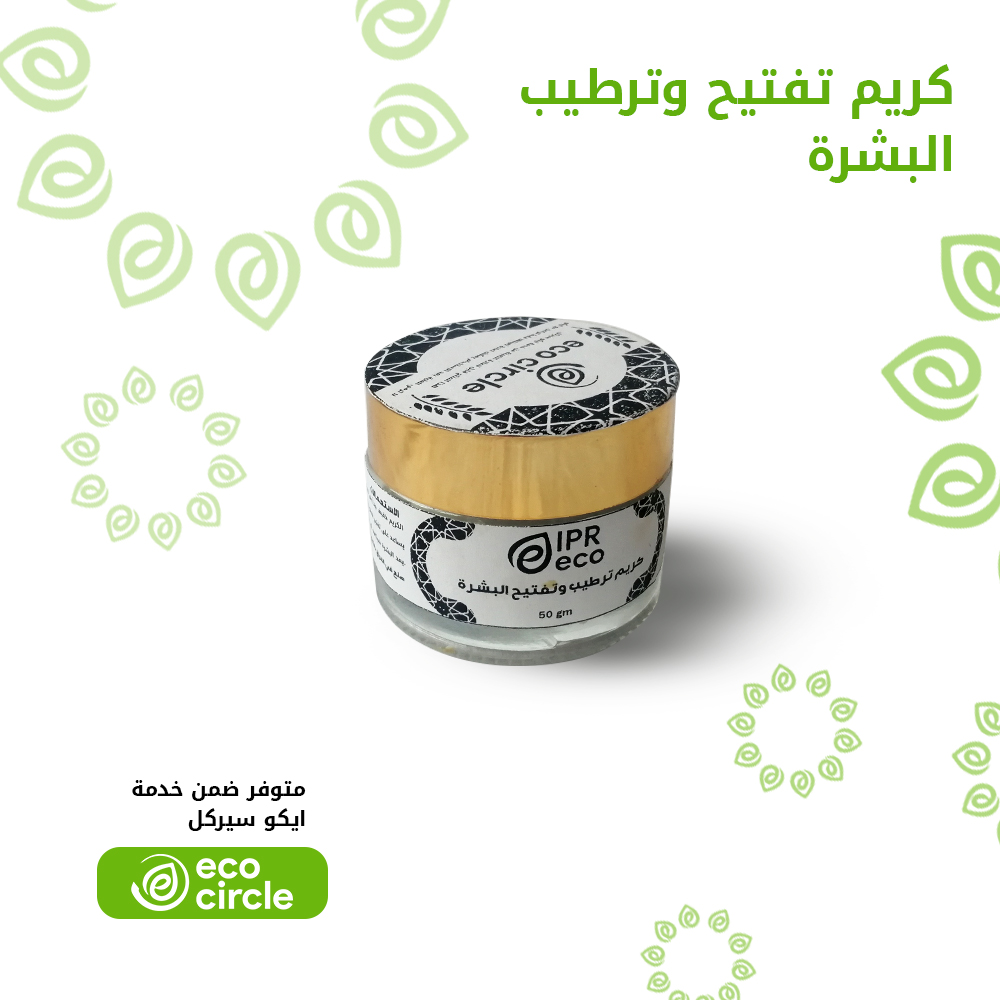 كريم تفتيح وترطيب
البشرة
eco circle
IPR
eco
كريم ترطيب وتفتيح البشرة
50 gm
متوفر ضمن خدمة
ايكو سيركل
eco
circle